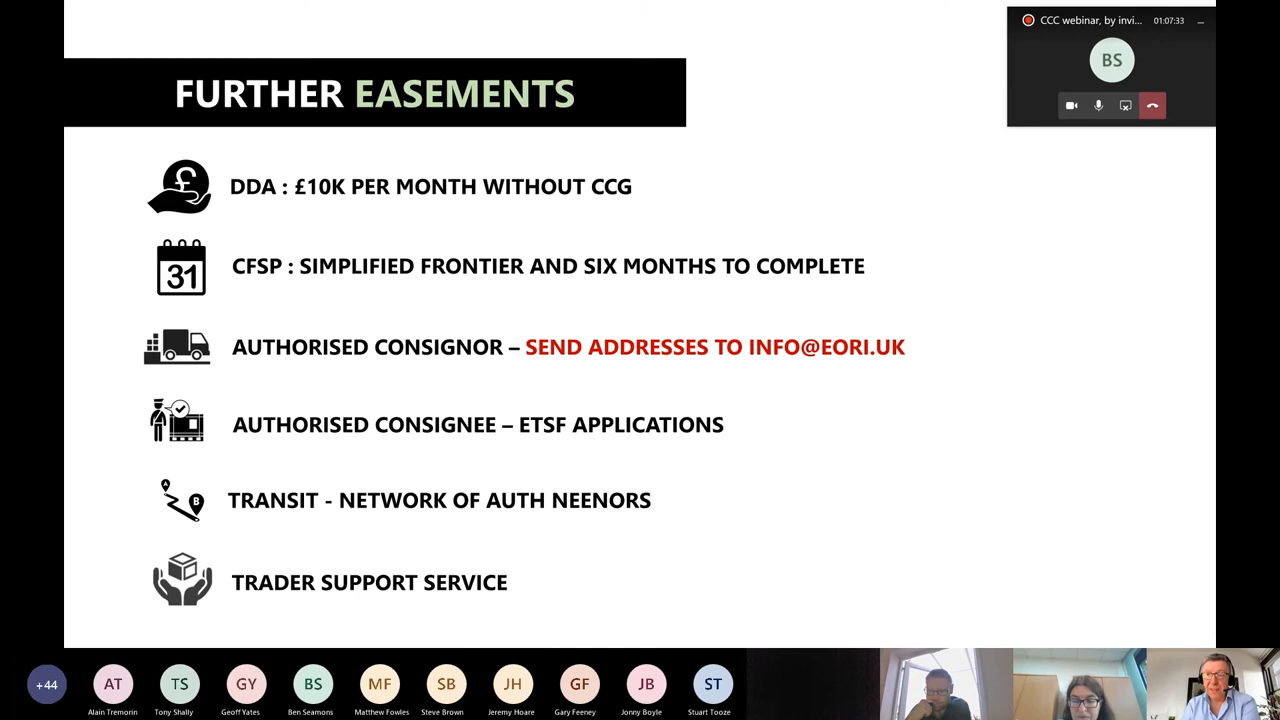 CCC webinar, by invi... 01:07:33
BS
FURTHER EASEMENTS
£
DDA : £10K PER MONTH WITHOUT CCG
31
CFSP : SIMPLIFIED FRONTIER AND SIX MONTHS TO COMPLETE
AUTHORISED CONSIGNOR – SEND ADDRESSES TO INFO@EORI.UK
AUTHORISED CONSIGNEE – ETSF APPLICATIONS
A
B
TRANSIT - NETWORK OF AUTH NEENORS
TRADER SUPPORT SERVICE
+44 AT TS GY BS MF SB JH GF JB ST
Alain Tremorin Tony Shally Geoff Yates Ben Seamons Matthew Fowles Steve Brown Jeremy Hoare Gary Feeney Jonny Boyle Stuart Tooze